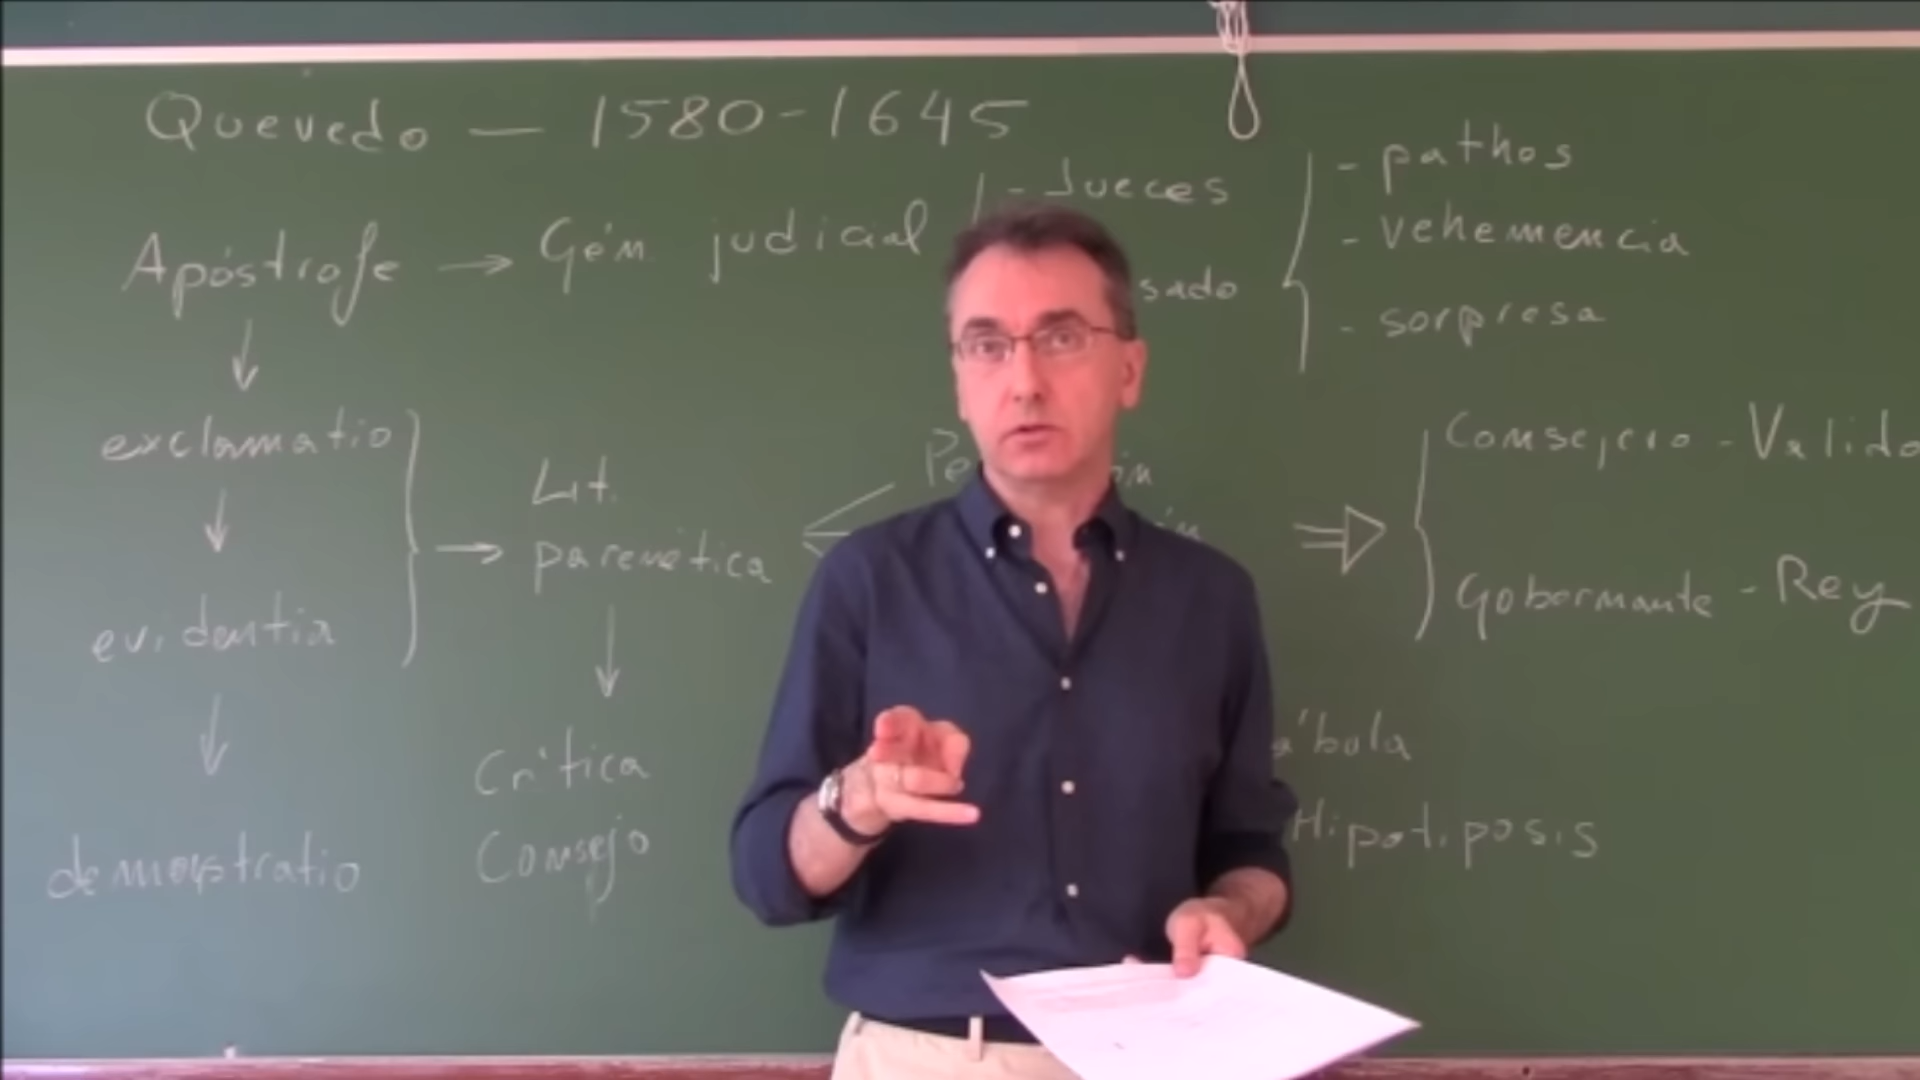 Quevedo — 1580-1645
Apóstrofe → Gén judicial
- Jueces
sado
- pathos
- vehemencia
- sorpresa
exclamatio
evidentia
demonstratio
Lit.
parenética
Crítica
Consejo
Consejero - Valido
Gobernante - Rey
Hipotiposis